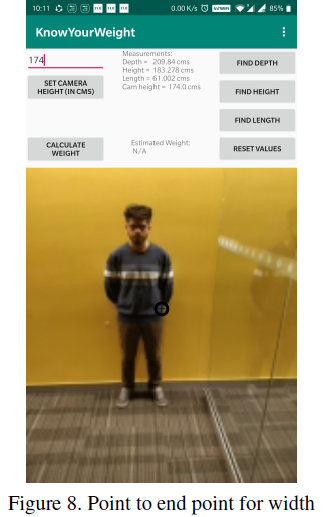 10:11
0.00 K/s
85%
KnowYourWeight
174
SET CAMERA
HEIGHT (IN CMS)
Measurements:
Depth = 209.84 cms
Height = 183.278 cms
Length = 61.002 cms
Cam height = 174.0 cms
FIND DEPTH
FIND HEIGHT
FIND LENGTH
CALCULATE
WEIGHT
Estimated Weight:
N/A
RESET VALUES
Figure 8. Point to end point for width